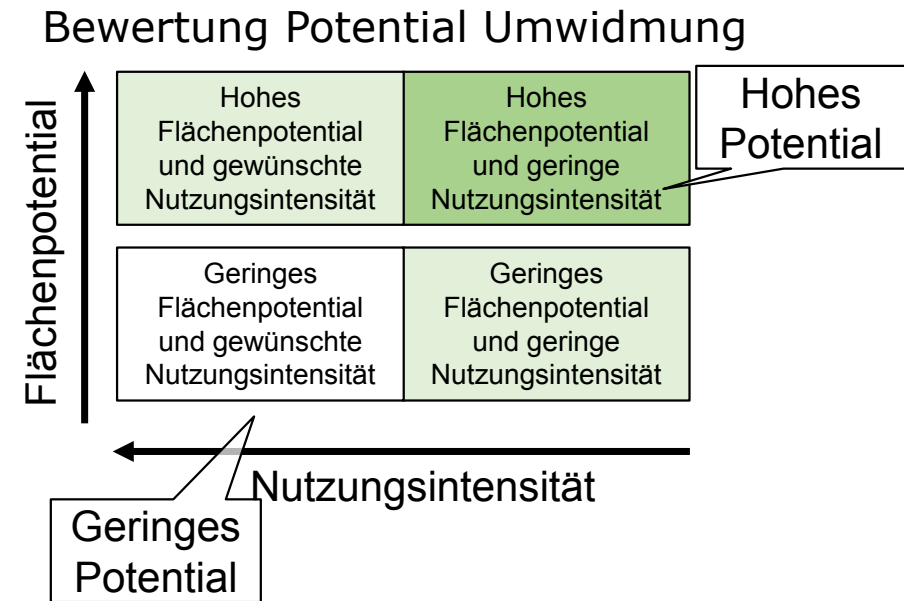 Bewertung Potential Umwidmung
Flächenpotential
Hohes
Flächenpotential
und gewünschte
Nutzungsintensität
Hohes
Flächenpotential
und geringe
Nutzungsintensität
Hohes
Potential
Geringes
Flächenpotential
und gewünschte
Nutzungsintensität
Geringes
Flächenpotential
und geringe
Nutzungsintensität
Nutzungsintensität
Geringes
Potential